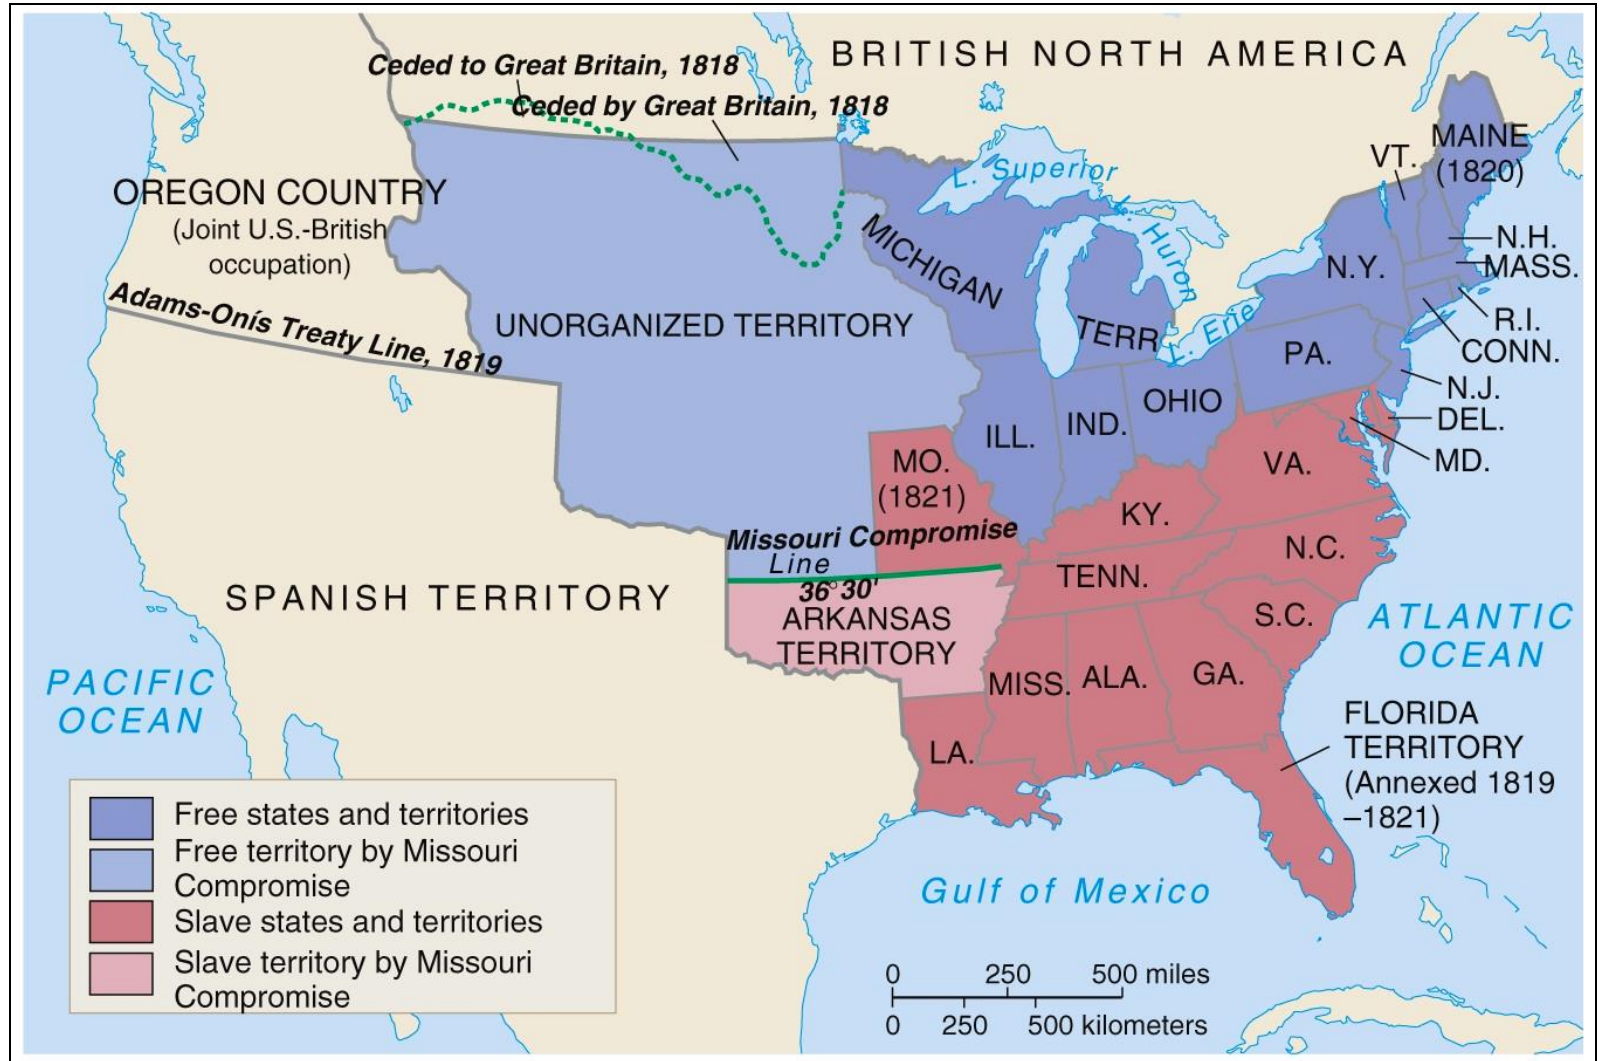 BRITISH NORTH AMERICA
Ceded to Great Britain, 1818
Ceded by Great Britain, 1818
OREGON COUNTRY
(Joint U.S.-British
occupation)
Adams-Onís Treaty Line, 1819
UNORGANIZED TERRITORY
L. Superior
L. Huron
L. Erie
MICHIGAN
TERR
VT.
MAINE
(1820)
N.H.
MASS.
N.Y.
R.I.
CONN.
PA.
N.J.
DEL.
MD.
OHIO
IND.
ILL.
MO.
(1821)
VA.
KY.
Missouri Compromise
Line
36°30'
N.C.
TENN.
SPANISH TERRITORY
ARKANSAS
TERRITORY
S.C.
MISS.
ALA.
GA.
LA.
ATLANTIC
OCEAN
PACIFIC
OCEAN
FLORIDA
TERRITORY
(Annexed 1819
–1821)
Gulf of Mexico
Free states and territories
Free territory by Missouri
Compromise
Slave states and territories
Slave territory by Missouri
Compromise
0 250 500 miles
0 250 500 kilometers